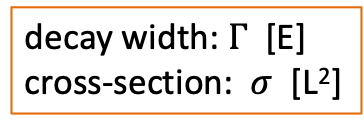 decay width: Γ [E]
cross-section: σ [L²]